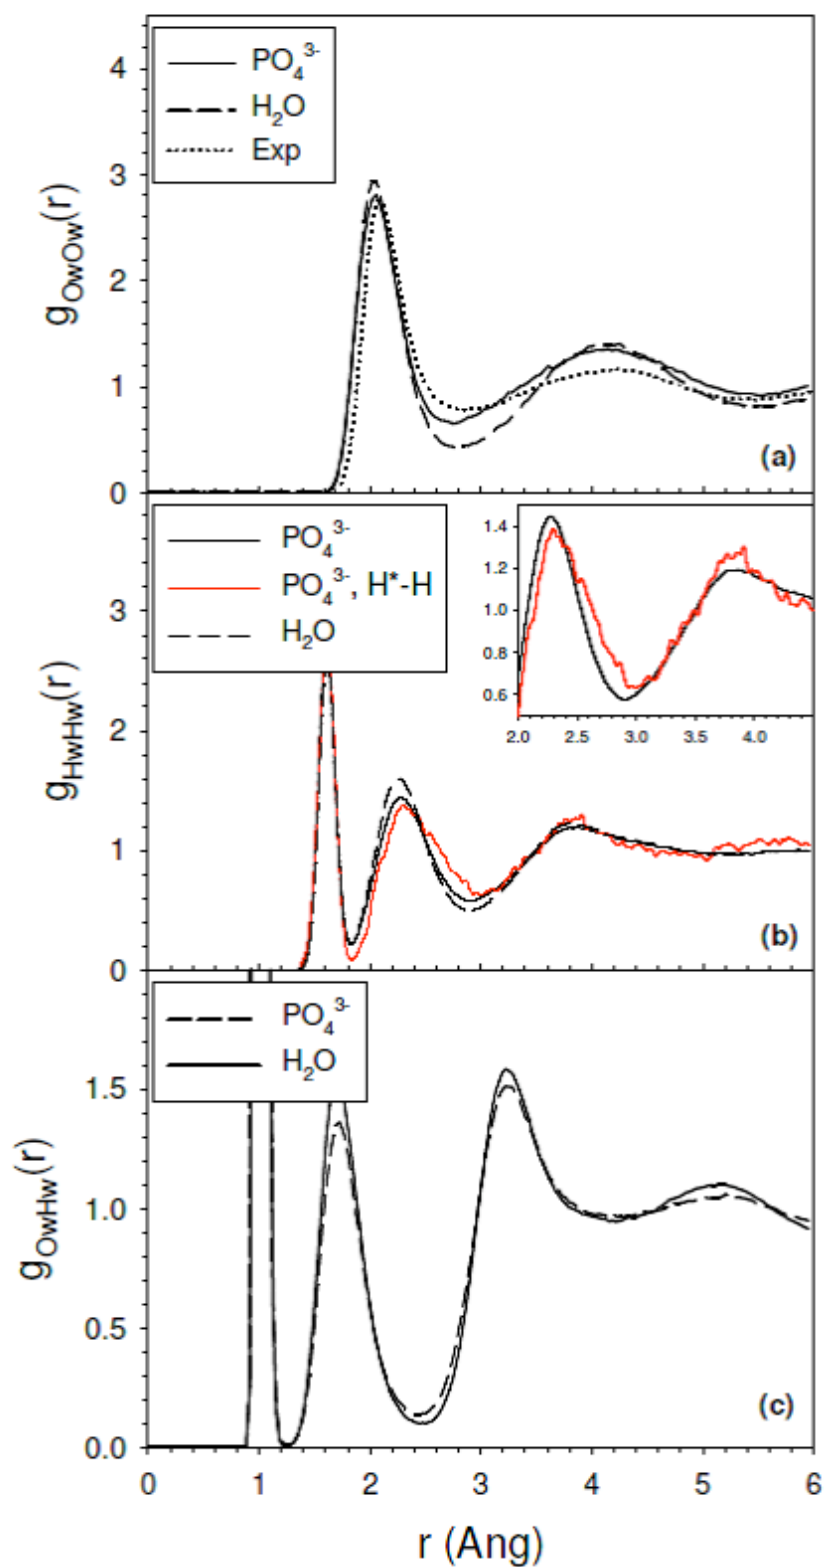 PO₄³⁻
H₂O
Exp
4
3
2
1
0
gOwOw(r)
(a)
PO₄³⁻
PO₄³⁻, H*-H
H₂O
1.4
1.2
1.0
0.8
0.6
2.0 2.5 3.0 3.5 4.0
3
2
1
0
gHwHw(r)
(b)
PO₄³⁻
H₂O
1.5
1.0
0.5
0.0
gOwHw(r)
(c)
0 1 2 3 4 5 6
r (Ang)